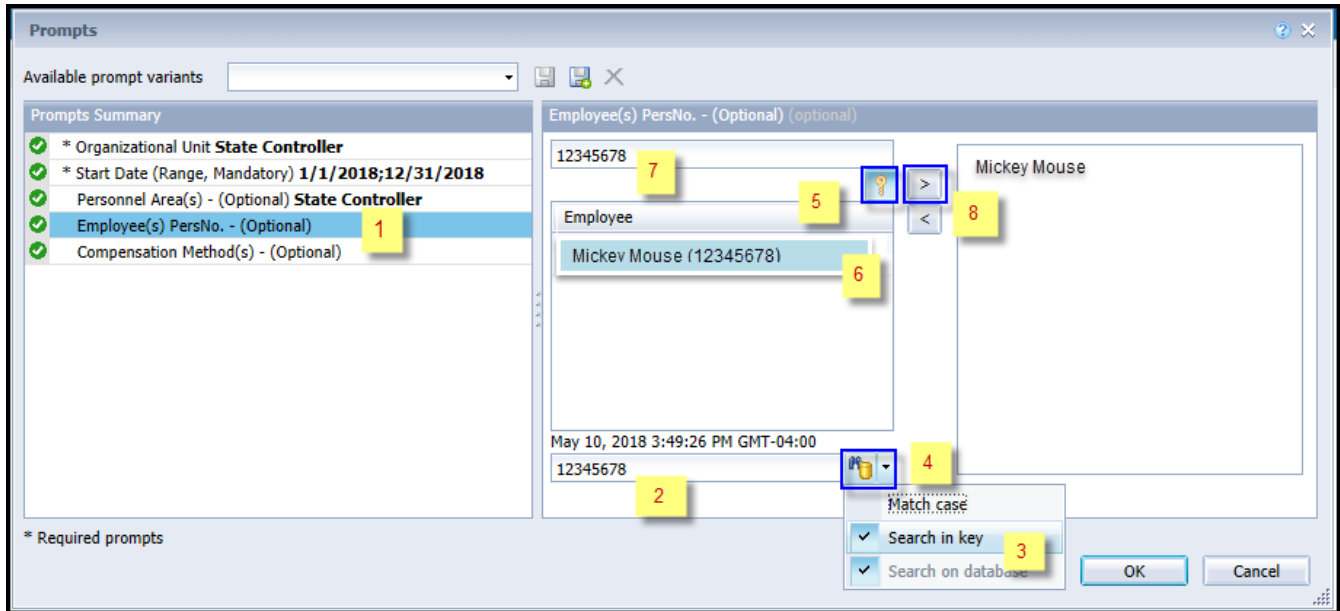 Prompts
Available prompt variants
Prompts Summary
* Organizational Unit State Controller
* Start Date (Range, Mandatory) 1/1/2018;12/31/2018
Personnel Area(s) - (Optional) State Controller
Employee(s) PersNo. - (Optional)
1
Compensation Method(s) - (Optional)
* Required prompts
Employee(s) PersNo. - (Optional) (optional)
12345678
7
5
>
8
<
Mickey Mouse
Employee
Mickey Mouse (12345678)
6
May 10, 2018 3:49:26 PM GMT-04:00
12345678
2
4
Match case
Search in key
3
Search on database
OK
Cancel